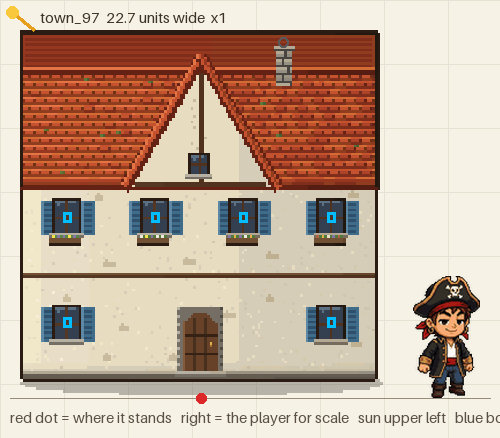 town_97  22.7 units wide  x1
red dot = where it stands   right = the player for scale   sun upper left   blue bo